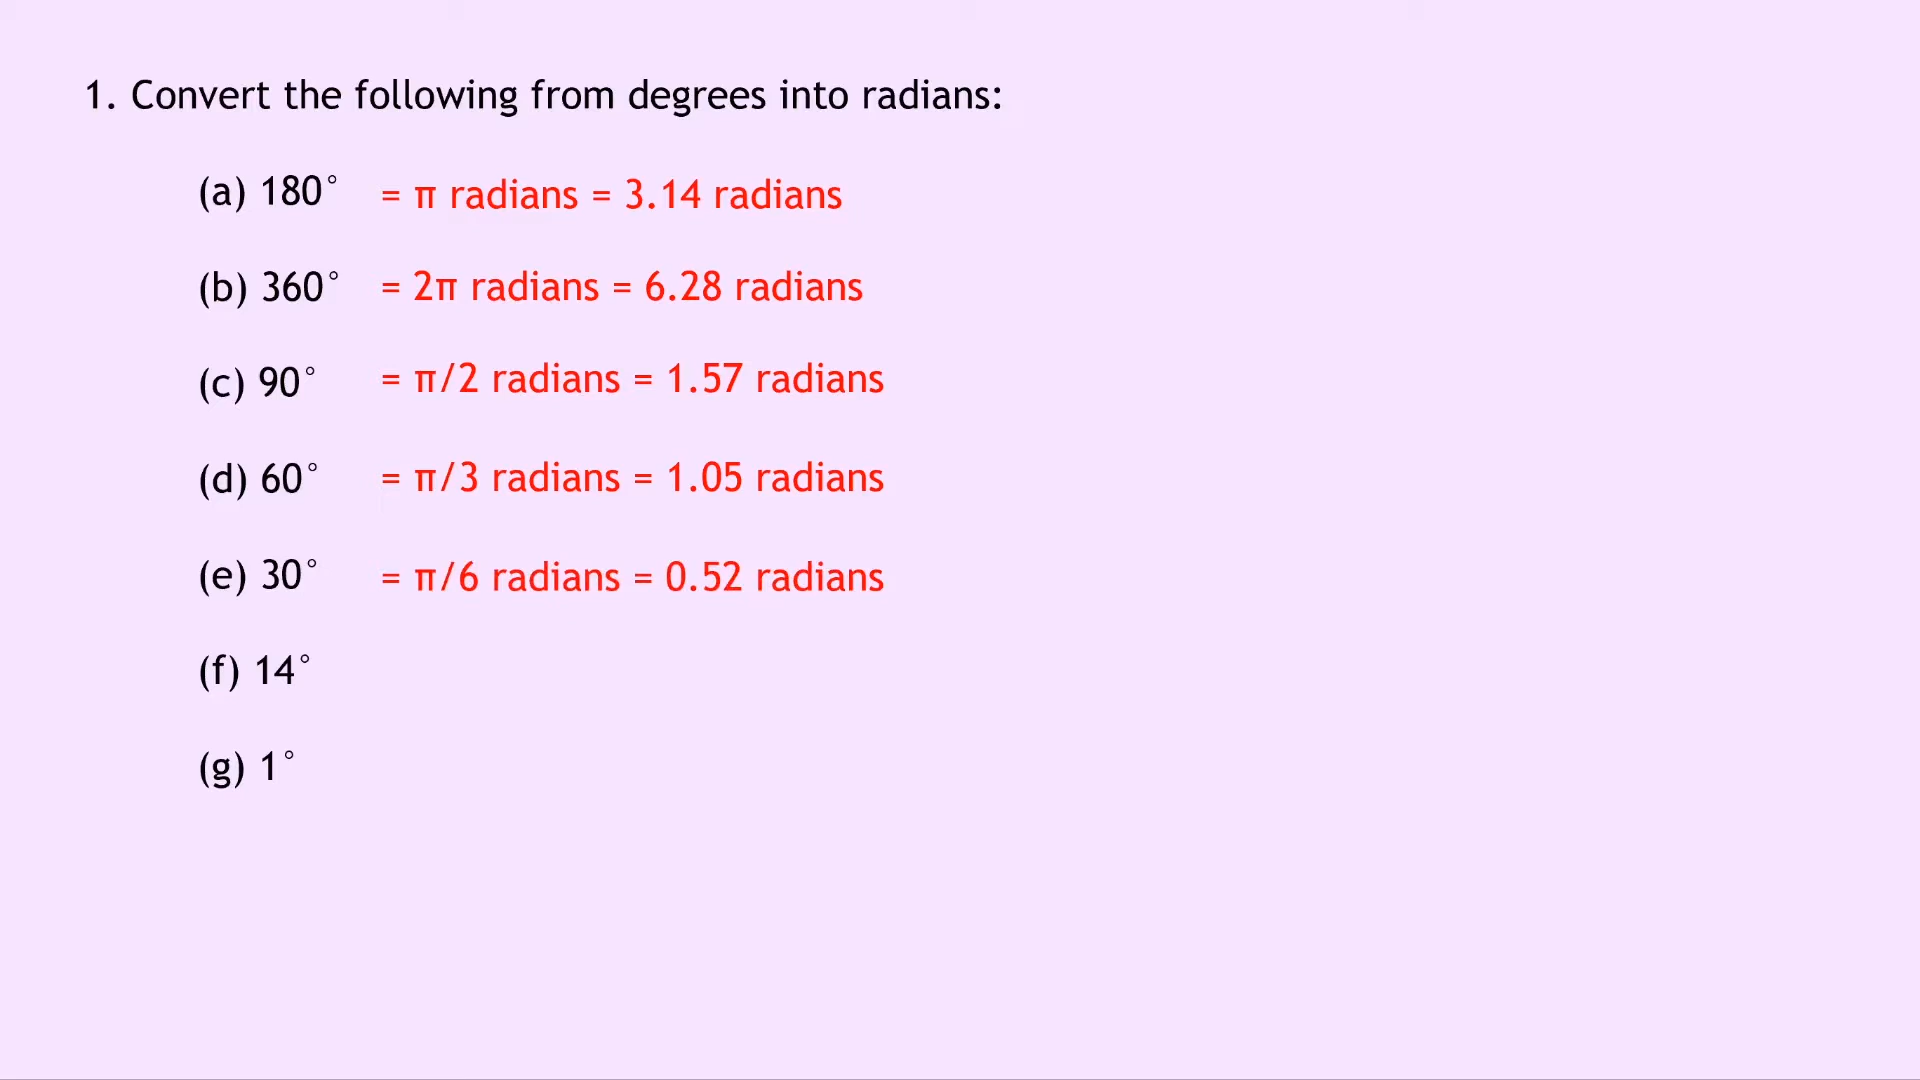 1. Convert the following from degrees into radians:
(a) 180° = π radians = 3.14 radians
(b) 360° = 2π radians = 6.28 radians
(c) 90° = π/2 radians = 1.57 radians
(d) 60° = π/3 radians = 1.05 radians
(e) 30° = π/6 radians = 0.52 radians
(f) 14°
(g) 1°